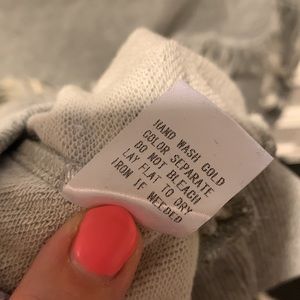 HAND WASH COLD
COLOR SEPARATE
DO NOT BLEACH
LAY FLAT TO DRY
IRON IF NEEDED